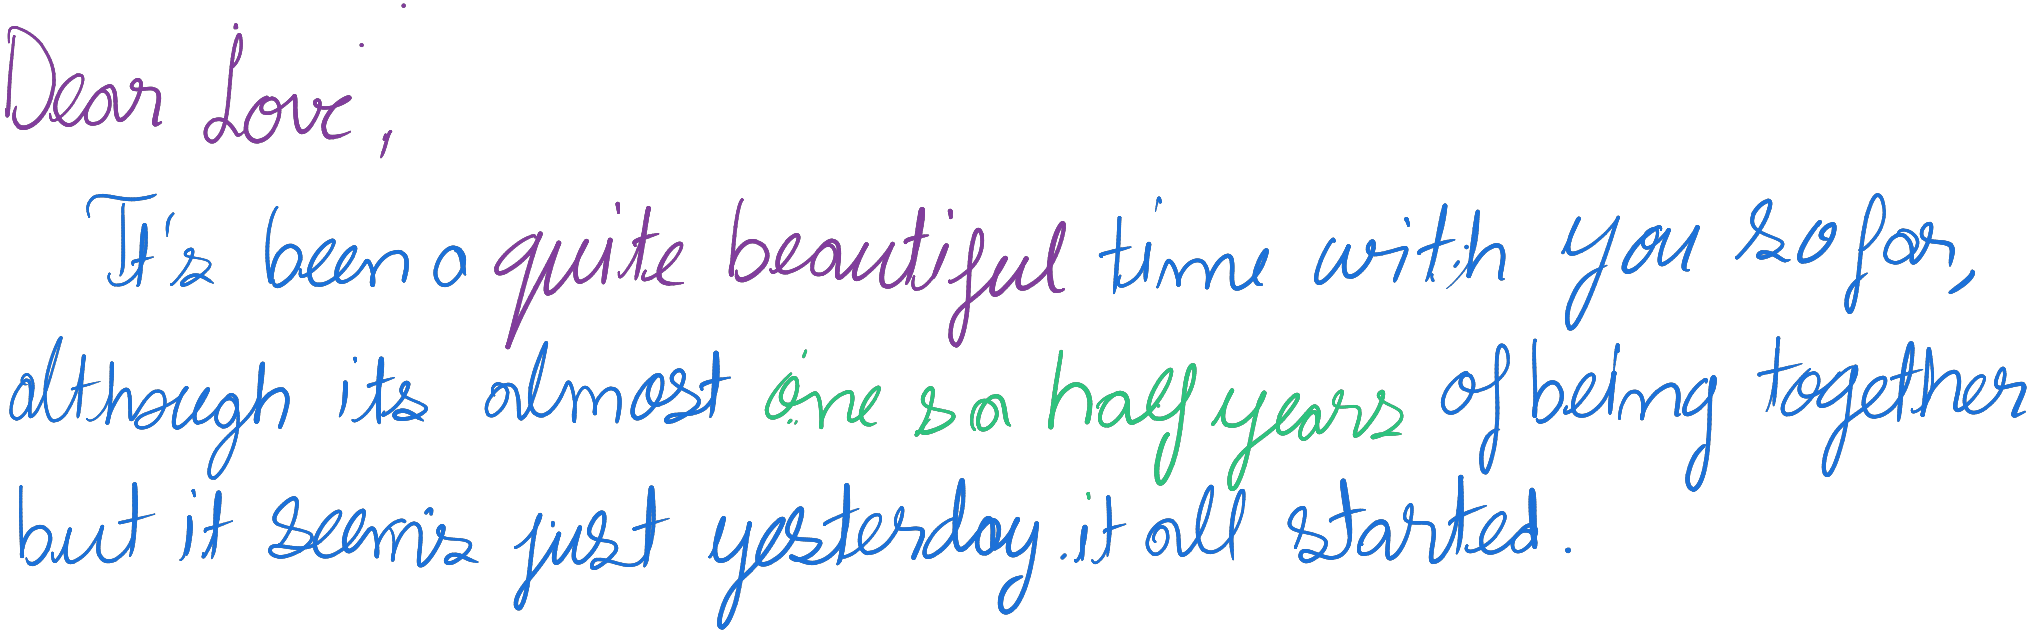 Dear Love,
It's been a quite beautiful time with you so far,
although its almost one s a half years of being together
but it seems just yesterday it all started.